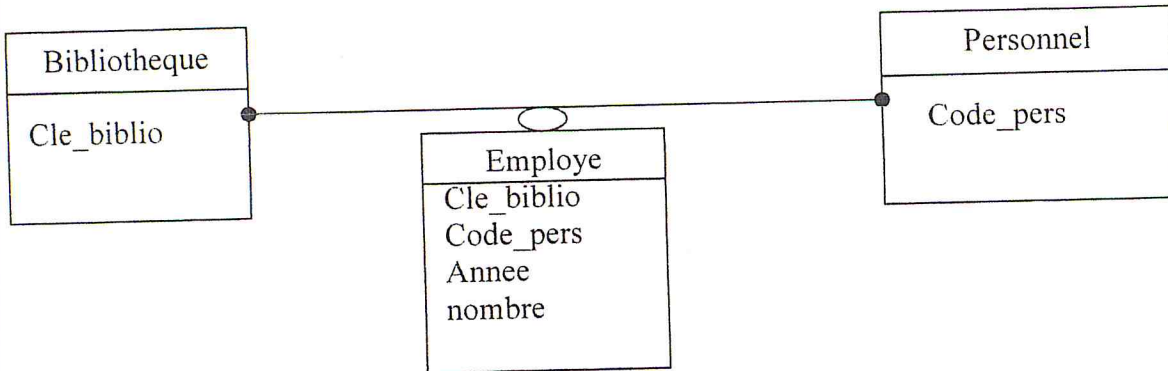 Bibliotheque
Cle_biblio
Personnel
Code_pers
Employe
Cle_biblio
Code_pers
Annee
nombre